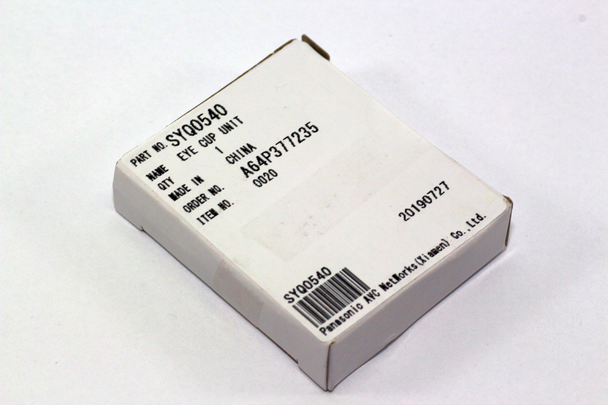 PART NO. SYQ0540
NAME EYE CUP UNIT
QTY 1
MADE IN CHINA
ORDER NO. A64P377235
ITEM NO. 0020
20190727
SYQ0540
Panasonic AVC NetWorks(Xiamen) Co.,Ltd.